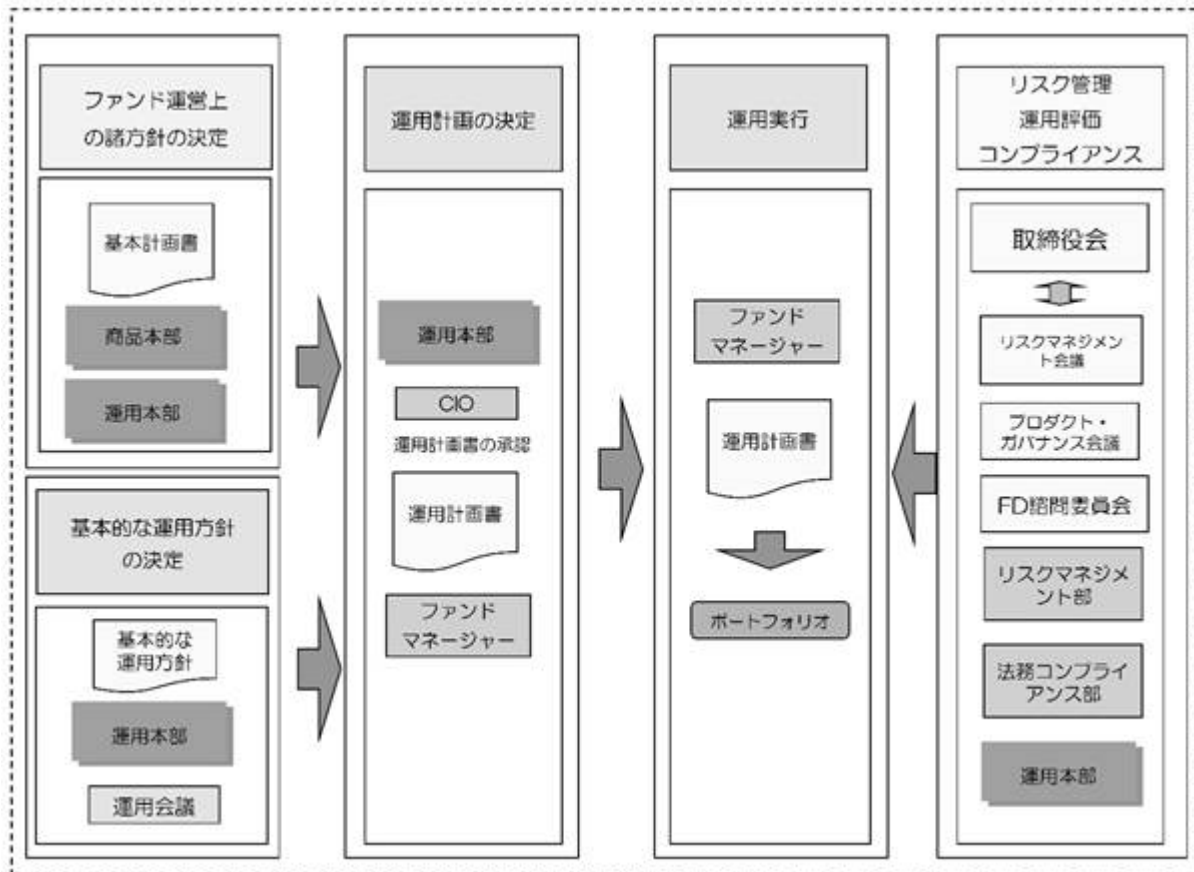 ファンド運営上
の諸方針の決定
基本計画書
商品本部
運用本部
基本的な運用方針
の決定
基本的な
運用方針
運用本部
運用会議
運用計画の決定
運用本部
CIO
運用計画書の承認
運用計画書
ファンド
マネージャー
運用実行
ファンド
マネージャー
運用計画書
ポートフォリオ
リスク管理
運用評価
コンプライアンス
取締役会
リスクマネジメン
ト会議
プロダクト・
ガバナンス会議
FD諮問委員会
リスクマネジメ
ント部
法務コンプライ
アンス部
運用本部